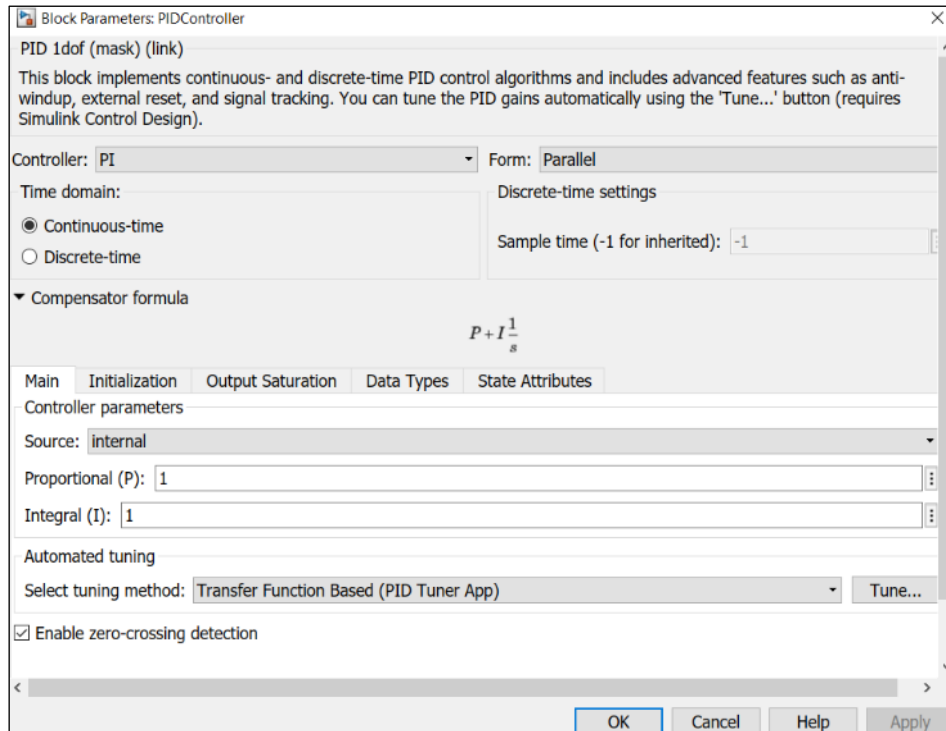 Block Parameters: PIDController
PID 1dof (mask) (link)
This block implements continuous- and discrete-time PID control algorithms and includes advanced features such as anti-
windup, external reset, and signal tracking. You can tune the PID gains automatically using the 'Tune...' button (requires
Simulink Control Design).
Controller: PI Form: Parallel
Time domain: Discrete-time settings
Continuous-time
Sample time (-1 for inherited): -1
Discrete-time
Compensator formula
P+I 1/s
Main Initialization Output Saturation Data Types State Attributes
Controller parameters
Source: internal
Proportional (P): 1
Integral (I): 1
Automated tuning
Select tuning method: Transfer Function Based (PID Tuner App) Tune...
Enable zero-crossing detection
OK Cancel Help Apply